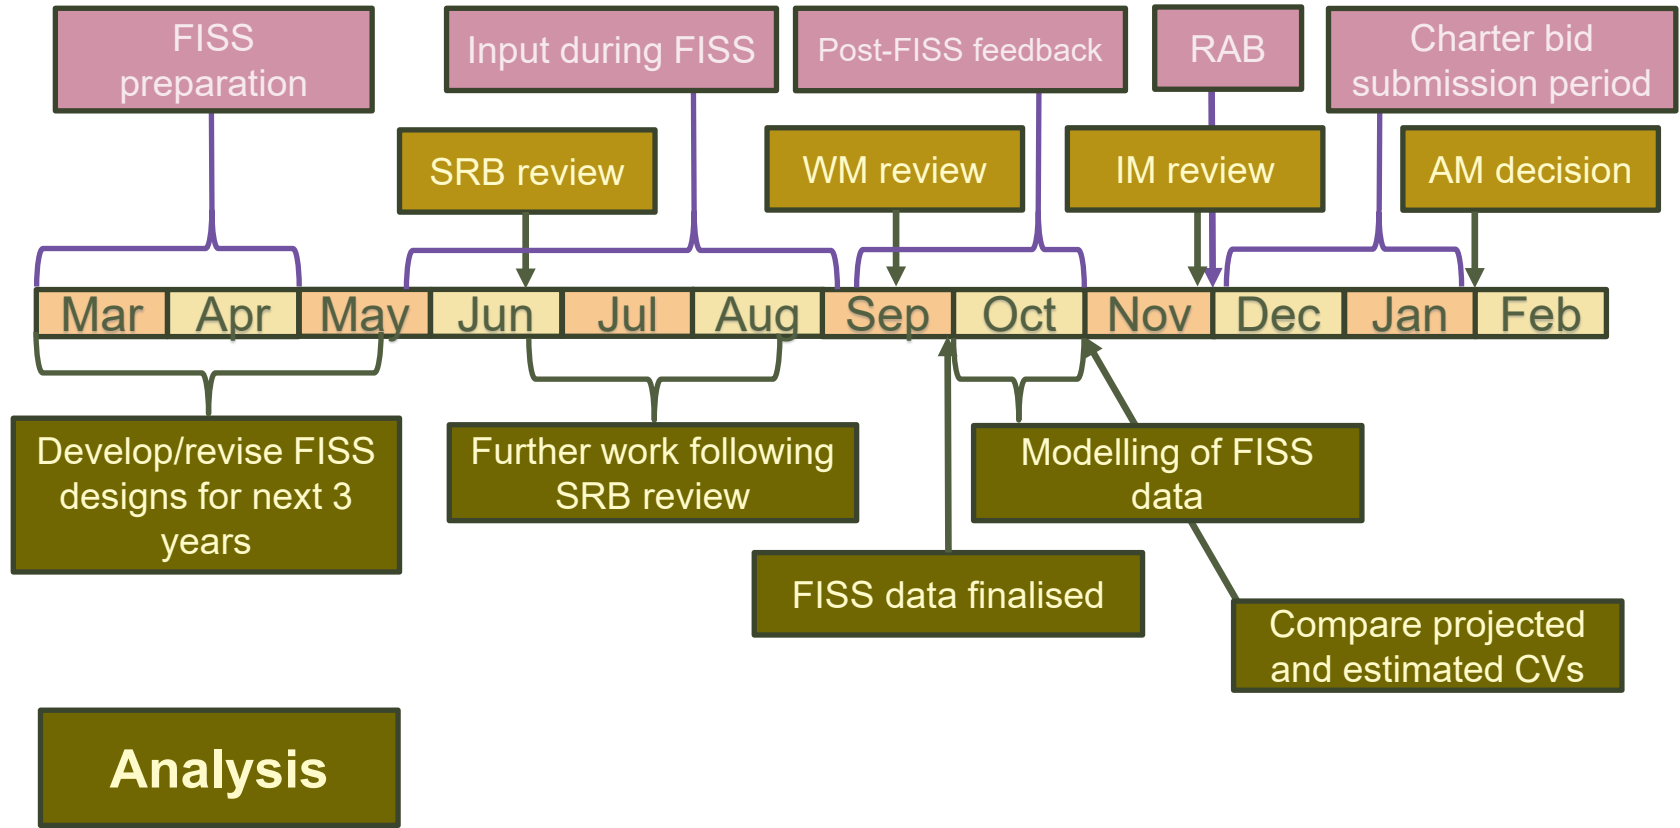 FISS
preparation
Input during FISS
Post-FISS feedback
RAB
Charter bid
submission period
SRB review
WM review
IM review
AM decision
Mar Apr May Jun Jul Aug Sep Oct Nov Dec Jan Feb
Develop/revise FISS
designs for next 3
years
Further work following
SRB review
Modelling of FISS
data
FISS data finalised
Compare projected
and estimated CVs
Analysis